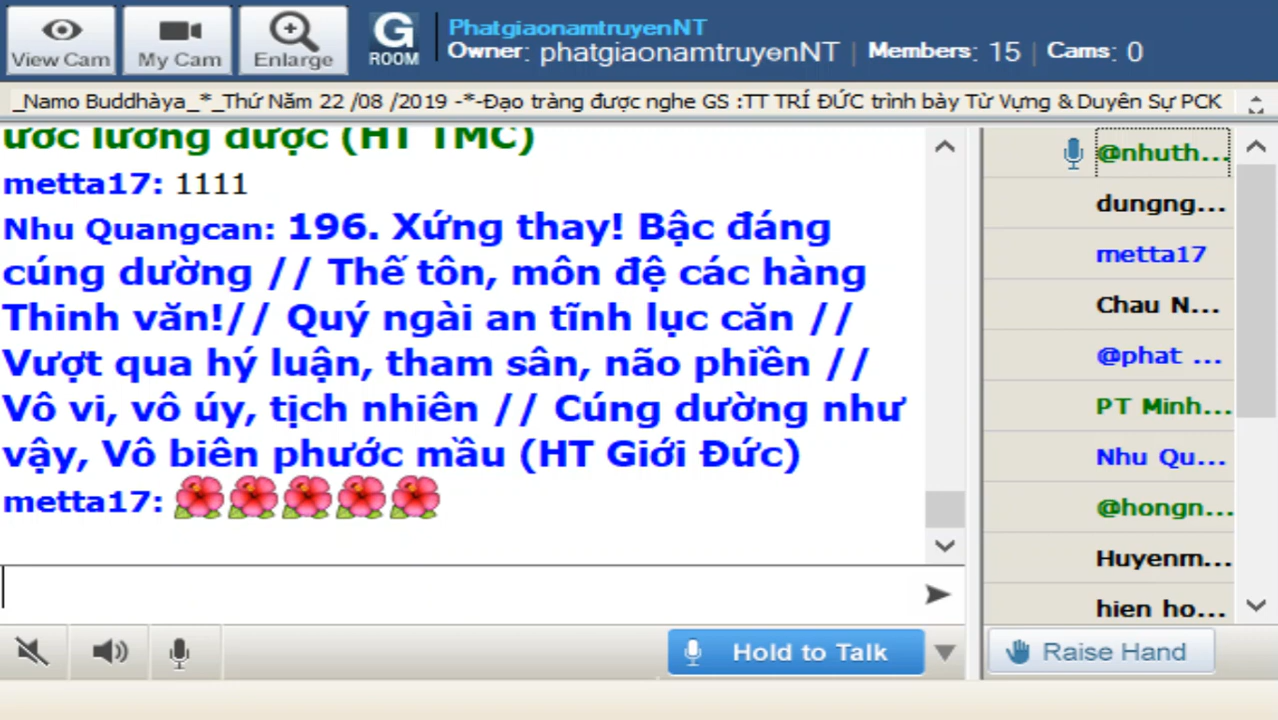 View Cam
My Cam
Enlarge
G
ROOM
PhatgiaonamtruyenNT
Owner: phatgiaonamtruyenNT | Members: 15 | Cams: 0
_Namo Buddhàya_*_Thứ Năm 22 /08 /2019 -*-Đạo tràng được nghe GS :TT TRÍ ĐỨC trình bày Từ Vựng & Duyên Sự PCK
ước lường được (HT TMC)
metta17: 1111
Nhu Quangcan: 196. Xứng thay! Bậc đáng
cúng dường // Thế tôn, môn đệ các hàng
Thinh văn!// Quý ngài an tĩnh lục căn //
Vượt qua hý luận, tham sân, não phiền //
Vô vi, vô úy, tịch nhiên // Cúng dường như
vậy, Vô biên phước mầu (HT Giới Đức)
metta17:
@nhuth...
dungng...
metta17
Chau N...
@phat ...
PT Minh...
Nhu Qu...
@hongn...
Huyenm...
hien ho...
Hold to Talk
Raise Hand